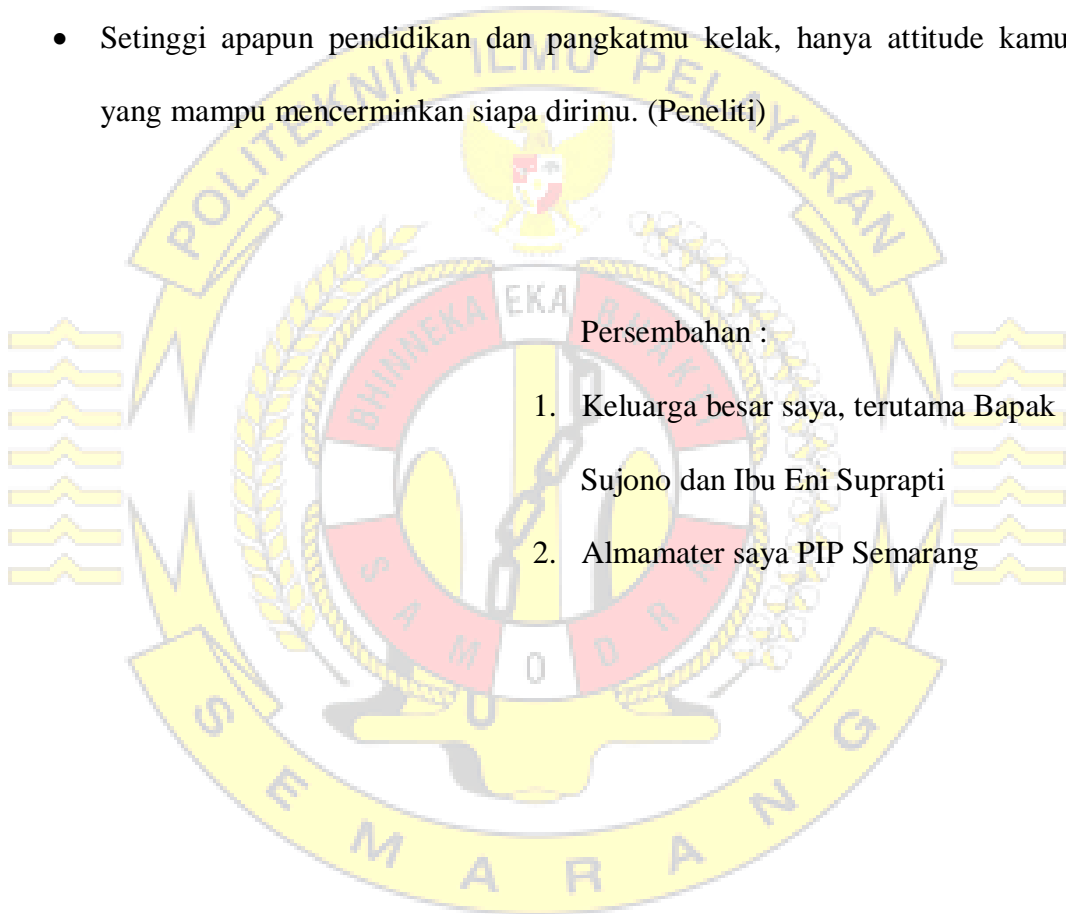 • Setinggi apapun pendidikan dan pangkatmu kelak, hanya attitude kamu
yang mampu mencerminkan siapa dirimu. (Peneliti)
POLITEKNIK ILMU PELAYARAN
BHINNEKA EKA BHAKTI
Persembahan :
1. Keluarga besar saya, terutama Bapak
Sujono dan Ibu Eni Suprapti
2. Almamater saya PIP Semarang
SAMODRA
SEMARANG